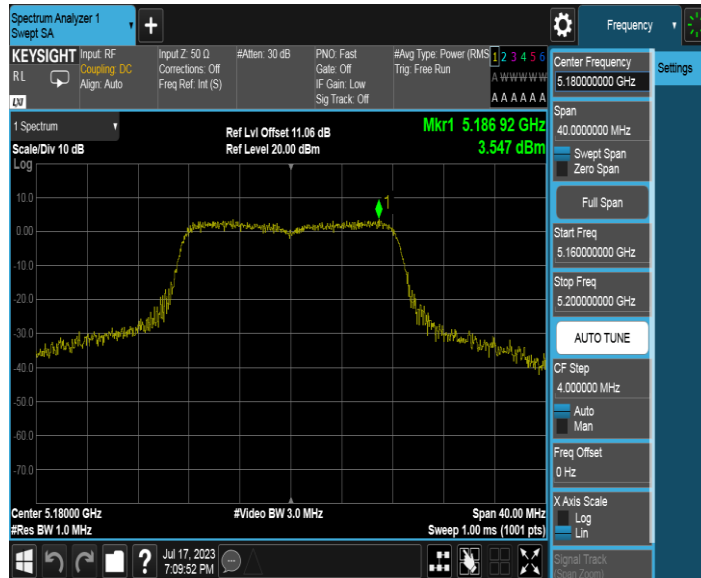 Spectrum Analyzer 1
Swept SA
+
Frequency
KEYSIGHT
RL
LXI
Input: RF
Coupling: DC
Align: Auto
Input Z: 50 Ω
Corrections: Off
Freq Ref: Int (S)
#Atten: 30 dB
PNO: Fast
Gate: Off
IF Gain: Low
Sig Track: Off
#Avg Type: Power (RMS
Trig: Free Run
1 2 3 4 5 6
A W W W W W
A A A A A A
1 Spectrum
Scale/Div 10 dB
Log
Ref Lvl Offset 11.06 dB
Ref Level 20.00 dBm
Mkr1 5.186 92 GHz
3.547 dBm
1
10.0
0.00
-10.0
-20.0
-30.0
-40.0
-50.0
-60.0
-70.0
Center 5.18000 GHz
#Res BW 1.0 MHz
#Video BW 3.0 MHz
Span 40.00 MHz
Sweep 1.00 ms (1001 pts)
?
Jul 17, 2023
7:09:52 PM
Center Frequency
5.180000000 GHz
Span
40.0000000 MHz
Swept Span
Zero Span
Full Span
Start Freq
5.160000000 GHz
Stop Freq
5.200000000 GHz
AUTO TUNE
CF Step
4.000000 MHz
Auto
Man
Freq Offset
0 Hz
X Axis Scale
Log
Lin
Signal Track
(Span Zoom)
Settings